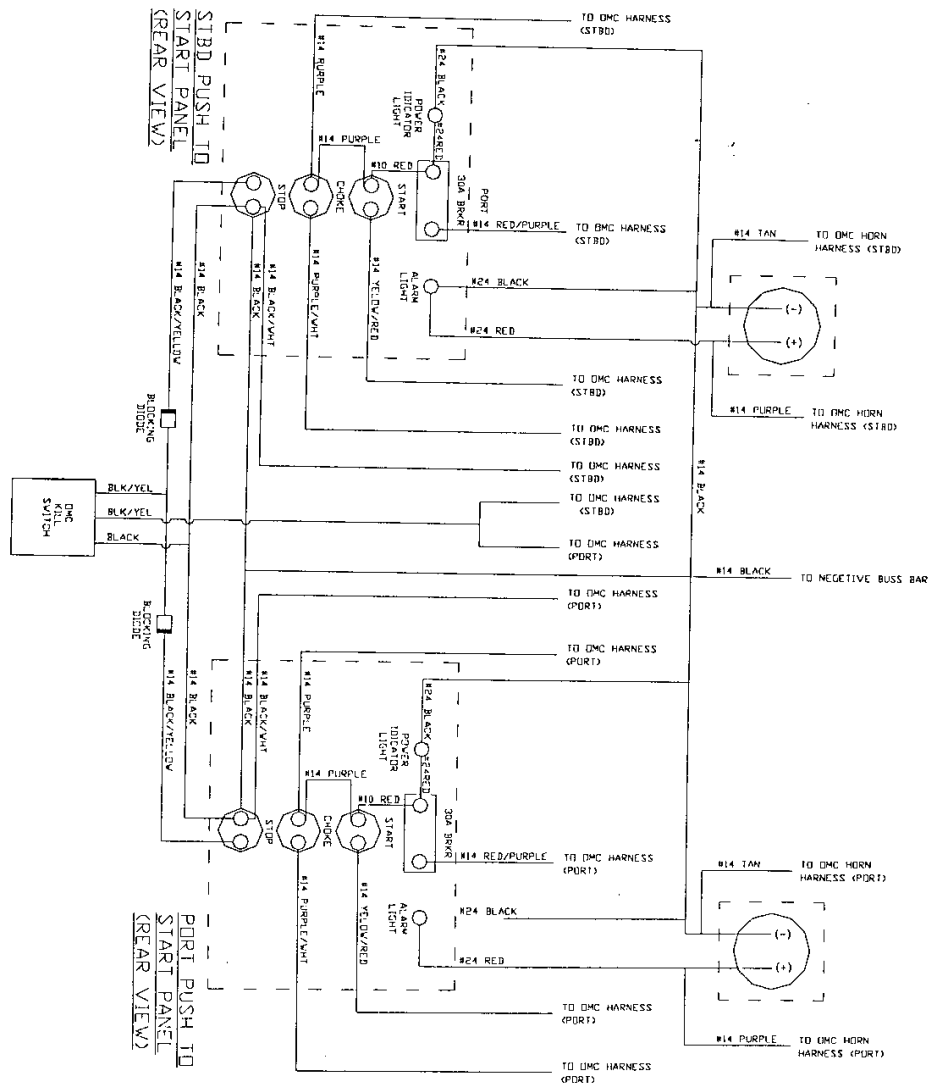 STBD PUSH TO
START PANEL
(REAR VIEW)
TO OMC HARNESS
(STBD)
#14 PURPLE
#24 BLACK
POWER
IDICATOR
LIGHT
#24RED
#14 PURPLE
#10 RED
STOP
CHOKE
START
30A BRKR
PORT
#14 RED/PURPLE
TO OMC HARNESS
(STBD)
#14 TAN
TO OMC HORN
HARNESS (STBD)
(-)
(+)
ALARM
LIGHT
#24 BLACK
#24 RED
#14 BLACK/YELLOW
#14 BLACK
#14 BLACK
#14 BLACK/WHT
#14 PURPLE/WHT
#14 YELOW/RED
TO OMC HARNESS
(STBD)
#14 PURPLE
TO OMC HORN
HARNESS (STBD)
TO OMC HARNESS
(STBD)
TO OMC HARNESS
(STBD)
BLOCKING
DIODE
#14 BLACK
OMC
KILL
SWITCH
BLK/YEL
BLK/YEL
BLACK
TO OMC HARNESS
(STBD)
TO OMC HARNESS
(PORT)
#14 BLACK
TO NEGETIVE BUSS BAR
TO OMC HARNESS
(PORT)
BLOCKING
DIODE
TO OMC HARNESS
(PORT)
#14 BLACK/YELLOW
#14 BLACK
#14 BLACK
#14 BLACK/WHT
#14 PURPLE
#24 BLACK
POWER
IDICATOR
LIGHT
#24RED
#14 PURPLE
#10 RED
STOP
CHOKE
START
30A BRKR
#14 RED/PURPLE
TO OMC HARNESS
(PORT)
#14 TAN
TO OMC HORN
HARNESS (PORT)
(-)
(+)
ALARM
LIGHT
#24 BLACK
#24 RED
#14 PURPLE/WHT
#14 YELOW/RED
TO OMC HARNESS
(PORT)
#14 PURPLE
TO OMC HORN
HARNESS (PORT)
TO OMC HARNESS
(PORT)
PORT PUSH TO
START PANEL
(REAR VIEW)